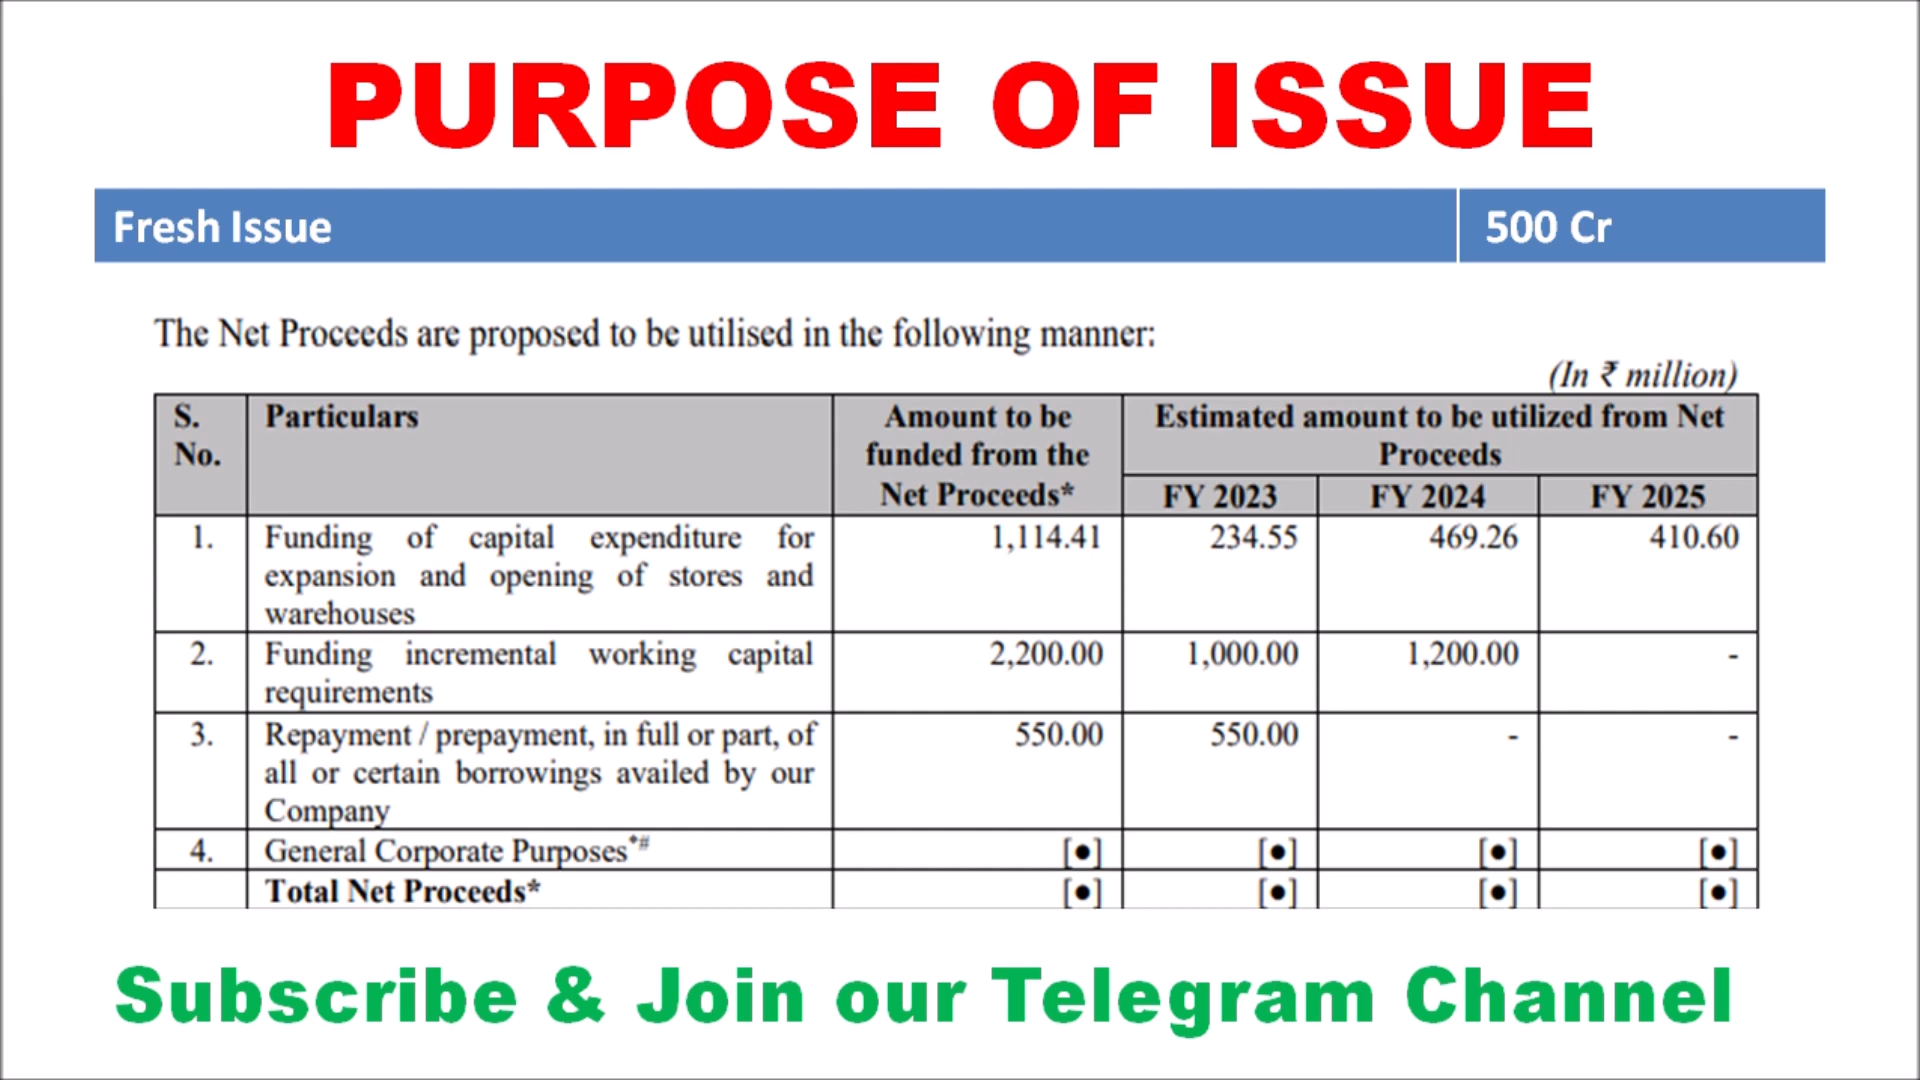 PURPOSE OF ISSUE
Fresh Issue 500 Cr
The Net Proceeds are proposed to be utilised in the following manner:
(In ₹ million)
S. No. Particulars Amount to be funded from the Net Proceeds* Estimated amount to be utilized from Net Proceeds
FY 2023 FY 2024 FY 2025
1. Funding of capital expenditure for 1,114.41 234.55 469.26 410.60
expansion and opening of stores and
warehouses
2. Funding incremental working capital 2,200.00 1,000.00 1,200.00 -
requirements
3. Repayment / prepayment, in full or part, of 550.00 550.00 - -
all or certain borrowings availed by our
Company
4. General Corporate Purposes*# [●] [●] [●] [●]
Total Net Proceeds* [●] [●] [●] [●]
Subscribe & Join our Telegram Channel